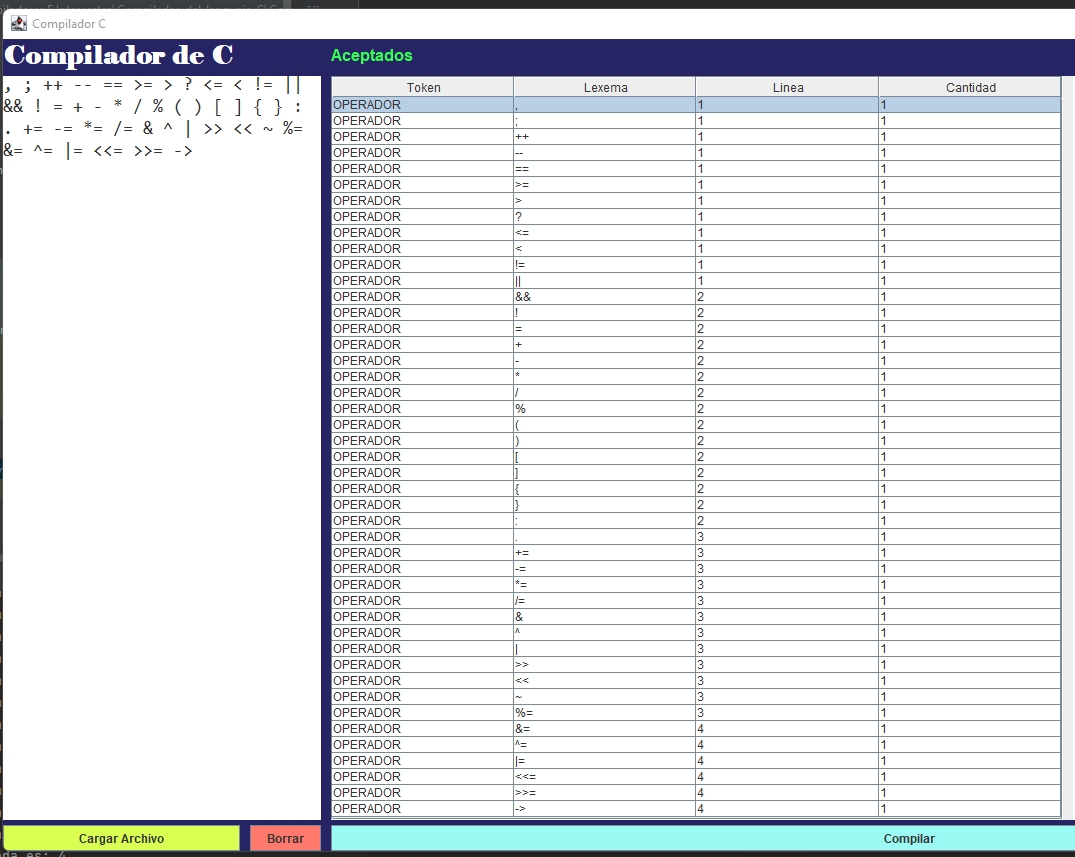 Compilador C
Compilador de C
Aceptados
, ; ++ -- == >= > ? <= < != ||
&& ! = + - * / % ( ) [ ] { } :
. += -= *= /= & ^ | >> << ~ %=
&= ^= |= <<= >>= ->
Token Lexema Linea Cantidad
OPERADOR , 1 1
OPERADOR ; 1 1
OPERADOR ++ 1 1
OPERADOR -- 1 1
OPERADOR == 1 1
OPERADOR >= 1 1
OPERADOR > 1 1
OPERADOR ? 1 1
OPERADOR <= 1 1
OPERADOR < 1 1
OPERADOR != 1 1
OPERADOR || 1 1
OPERADOR && 2 1
OPERADOR ! 2 1
OPERADOR = 2 1
OPERADOR + 2 1
OPERADOR - 2 1
OPERADOR * 2 1
OPERADOR / 2 1
OPERADOR % 2 1
OPERADOR ( 2 1
OPERADOR ) 2 1
OPERADOR [ 2 1
OPERADOR ] 2 1
OPERADOR { 2 1
OPERADOR } 2 1
OPERADOR : 2 1
OPERADOR . 3 1
OPERADOR += 3 1
OPERADOR -= 3 1
OPERADOR *= 3 1
OPERADOR /= 3 1
OPERADOR & 3 1
OPERADOR ^ 3 1
OPERADOR | 3 1
OPERADOR >> 3 1
OPERADOR << 3 1
OPERADOR ~ 3 1
OPERADOR %= 3 1
OPERADOR &= 4 1
OPERADOR ^= 4 1
OPERADOR |= 4 1
OPERADOR <<= 4 1
OPERADOR >>= 4 1
OPERADOR -> 4 1
Cargar Archivo Borrar Compilar